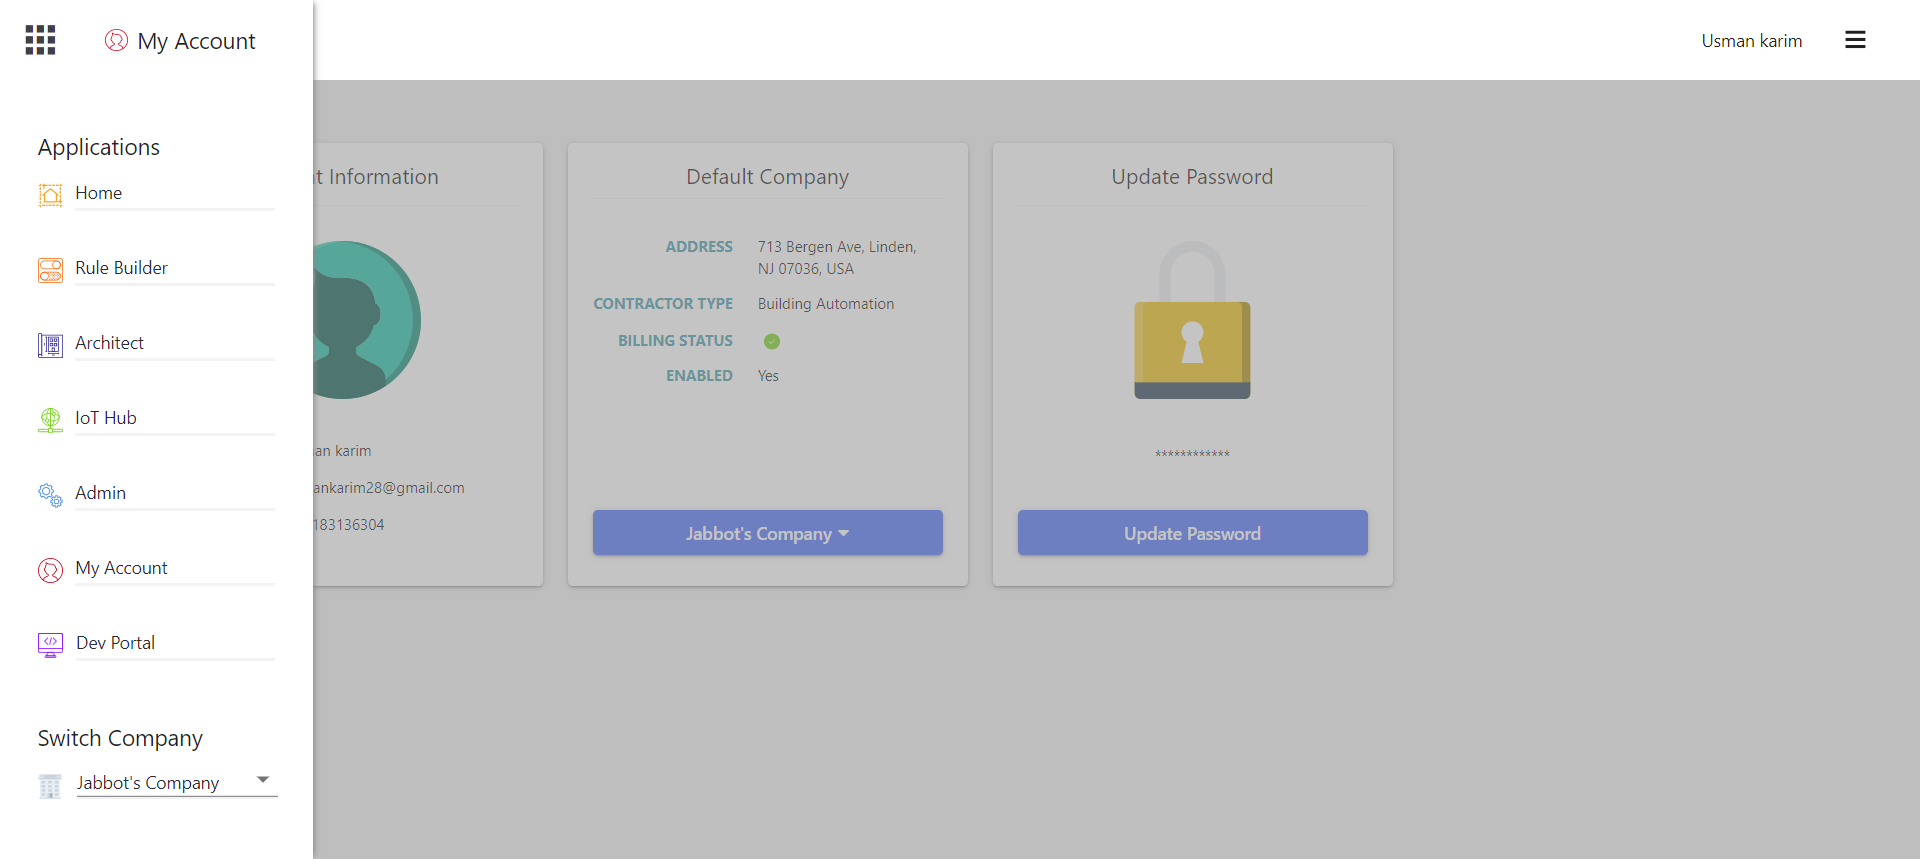 My Account
Usman karim
Applications
Home
Rule Builder
Architect
IoT Hub
Admin
My Account
Dev Portal
Switch Company
Jabbot's Company
t Information
an karim
ankarim28@gmail.com
183136304
Default Company
ADDRESS 713 Bergen Ave, Linden,
NJ 07036, USA
CONTRACTOR TYPE Building Automation
BILLING STATUS
ENABLED Yes
Jabbot's Company
Update Password
************
Update Password